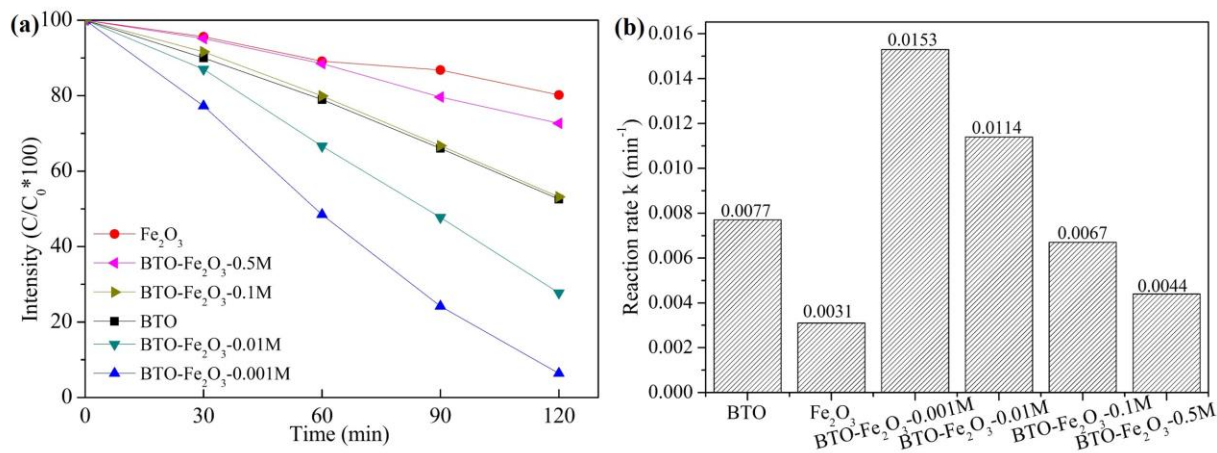 (a)
100
80
60
40
20
0
Intensity (C/C₀*100)
Fe₂O₃
BTO-Fe₂O₃-0.5M
BTO-Fe₂O₃-0.1M
BTO
BTO-Fe₂O₃-0.01M
BTO-Fe₂O₃-0.001M
0 30 60 90 120
Time (min)
(b)
0.016
0.014
0.012
0.010
0.008
0.006
0.004
0.002
0.000
Reaction rate k (min⁻¹)
0.0077
0.0031
0.0153
0.0114
0.0067
0.0044
BTO
Fe₂O₃
BTO-Fe₂O₃-0.001M
BTO-Fe₂O₃-0.01M
BTO-Fe₂O₃-0.1M
BTO-Fe₂O₃-0.5M